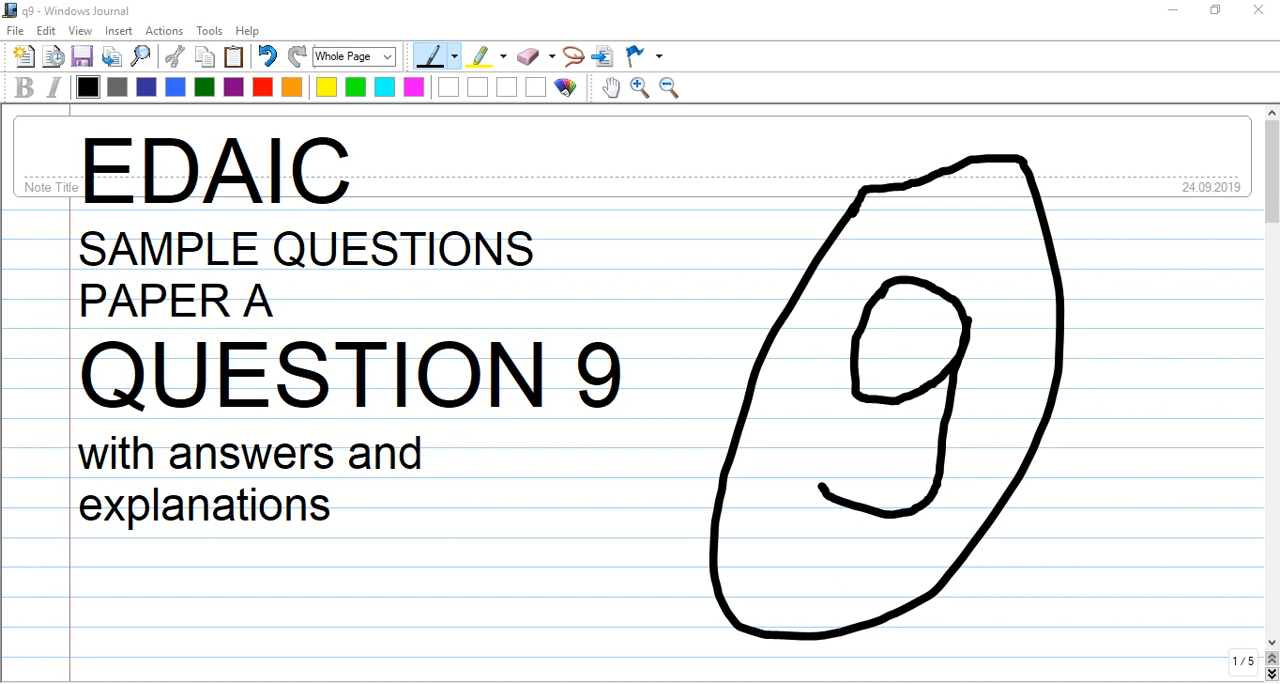 q9 - Windows Journal
File Edit View Insert Actions Tools Help
Whole Page
B I
EDAIC
Note Title
24.09.2019
SAMPLE QUESTIONS
PAPER A
QUESTION 9
with answers and
explanations
9
1 / 5